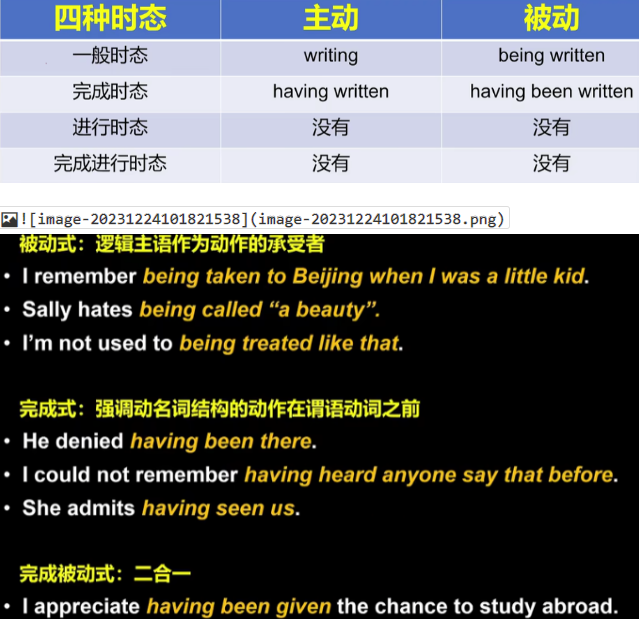 四种时态 主动 被动
一般时态 writing being written
完成时态 having written having been written
进行时态 没有 没有
完成进行时态 没有 没有
![image-20231224101821538](image-20231224101821538.png)
被动式：逻辑主语作为动作的承受者
• I remember being taken to Beijing when I was a little kid.
• Sally hates being called “a beauty”.
• I’m not used to being treated like that.
完成式：强调动名词结构的动作在谓语动词之前
• He denied having been there.
• I could not remember having heard anyone say that before.
• She admits having seen us.
完成被动式：二合一
• I appreciate having been given the chance to study abroad.